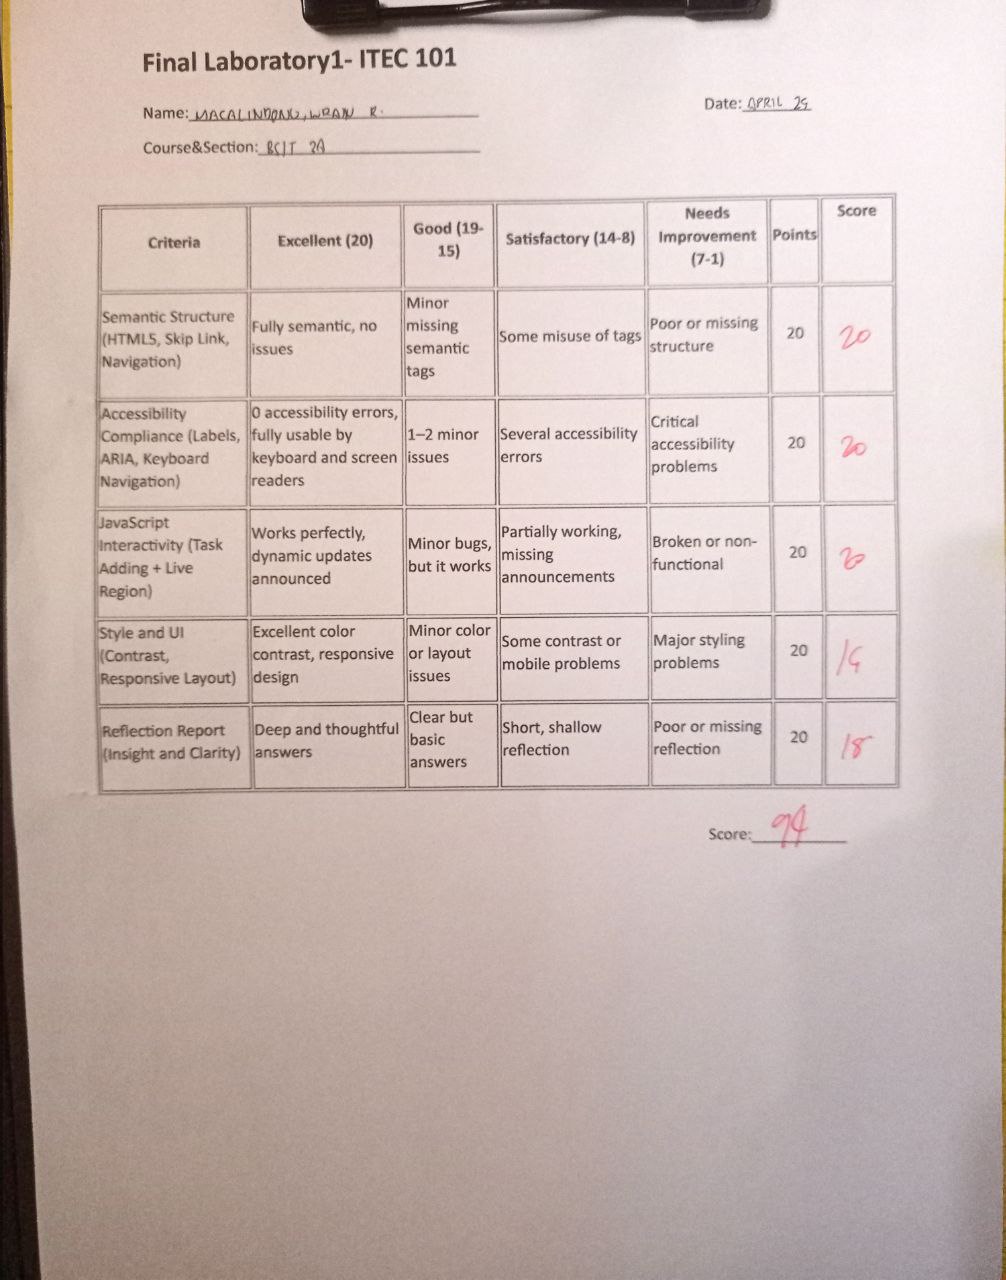 Final Laboratory1- ITEC 101
Name: MACALINDONG, WRAIN R.
Date: APRIL 29
Course&Section: BSIT 2A
Criteria
Excellent (20)
Good (19-
15)
Satisfactory (14-8)
Needs
Improvement
(7-1)
Points
Score
Semantic Structure
(HTML5, Skip Link,
Navigation)
Fully semantic, no
issues
Minor
missing
semantic
tags
Some misuse of tags
Poor or missing
structure
20
20
Accessibility
Compliance (Labels,
ARIA, Keyboard
Navigation)
0 accessibility errors,
fully usable by
keyboard and screen
readers
1–2 minor
issues
Several accessibility
errors
Critical
accessibility
problems
20
20
JavaScript
Interactivity (Task
Adding + Live
Region)
Works perfectly,
dynamic updates
announced
Minor bugs,
but it works
Partially working,
missing
announcements
Broken or non-
functional
20
20
Style and UI
(Contrast,
Responsive Layout)
Excellent color
contrast, responsive
design
Minor color
or layout
issues
Some contrast or
mobile problems
Major styling
problems
20
Reflection Report
(Insight and Clarity)
Deep and thoughtful
answers
Clear but
basic
answers
Short, shallow
reflection
Poor or missing
reflection
20
18
Score: 94